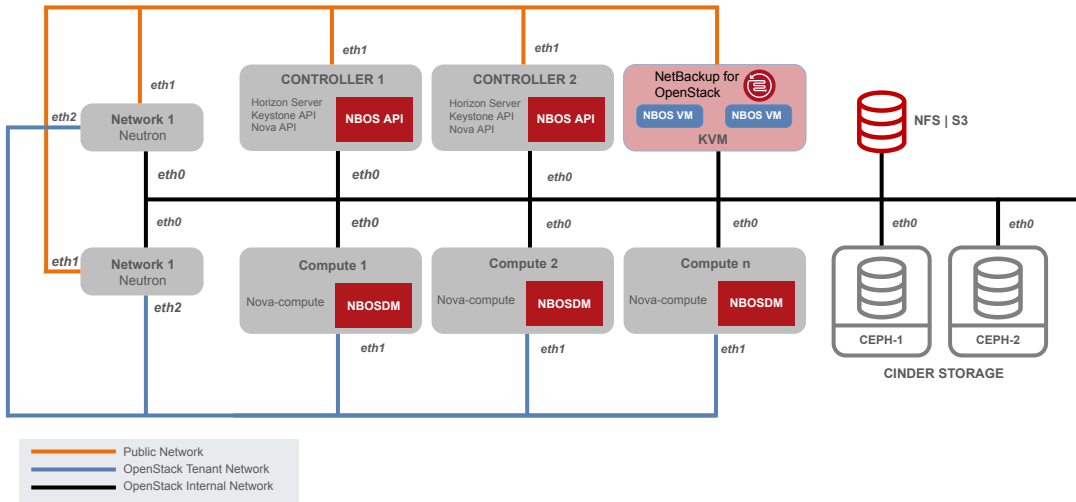 eth1
eth1
eth1
eth2
Network 1
Neutron
CONTROLLER 1
Horizon Server
Keystone API
Nova API
NBOS API
CONTROLLER 2
Horizon Server
Keystone API
Nova API
NBOS API
NetBackup for
OpenStack
NBOS VM
NBOS VM
KVM
NFS | S3
eth0
eth0
eth0
eth0
eth0
eth0
eth0
eth0
eth0
eth1
Network 1
Neutron
eth2
Compute 1
Nova-compute
NBOSDM
eth1
Compute 2
Nova-compute
NBOSDM
eth1
Compute n
Nova-compute
NBOSDM
eth1
CEPH-1
CEPH-2
CINDER STORAGE
Public Network
OpenStack Tenant Network
OpenStack Internal Network